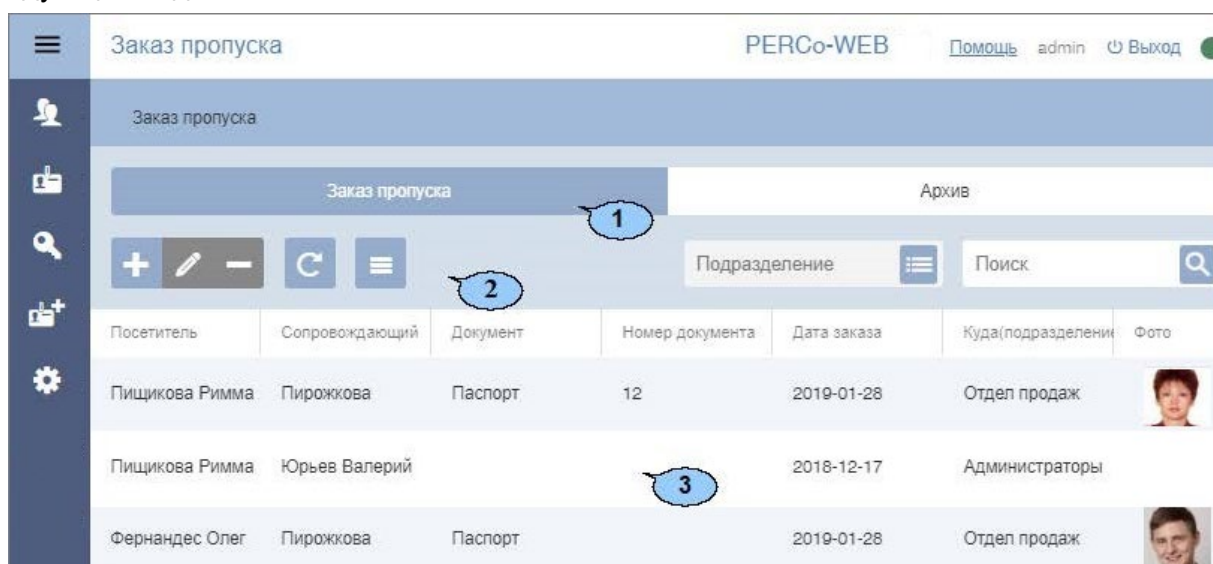 Заказ пропуска PERCo-WEB Помощь admin Выход
Заказ пропуска
Заказ пропуска Архив
1
Подразделение Поиск
2
Посетитель Сопровождающий Документ Номер документа Дата заказа Куда(подразделение Фото
Пищикова Римма Пирожкова Паспорт 12 2019-01-28 Отдел продаж
Пищикова Римма Юрьев Валерий 2018-12-17 Администраторы
3
Фернандес Олег Пирожкова Паспорт 2019-01-28 Отдел продаж